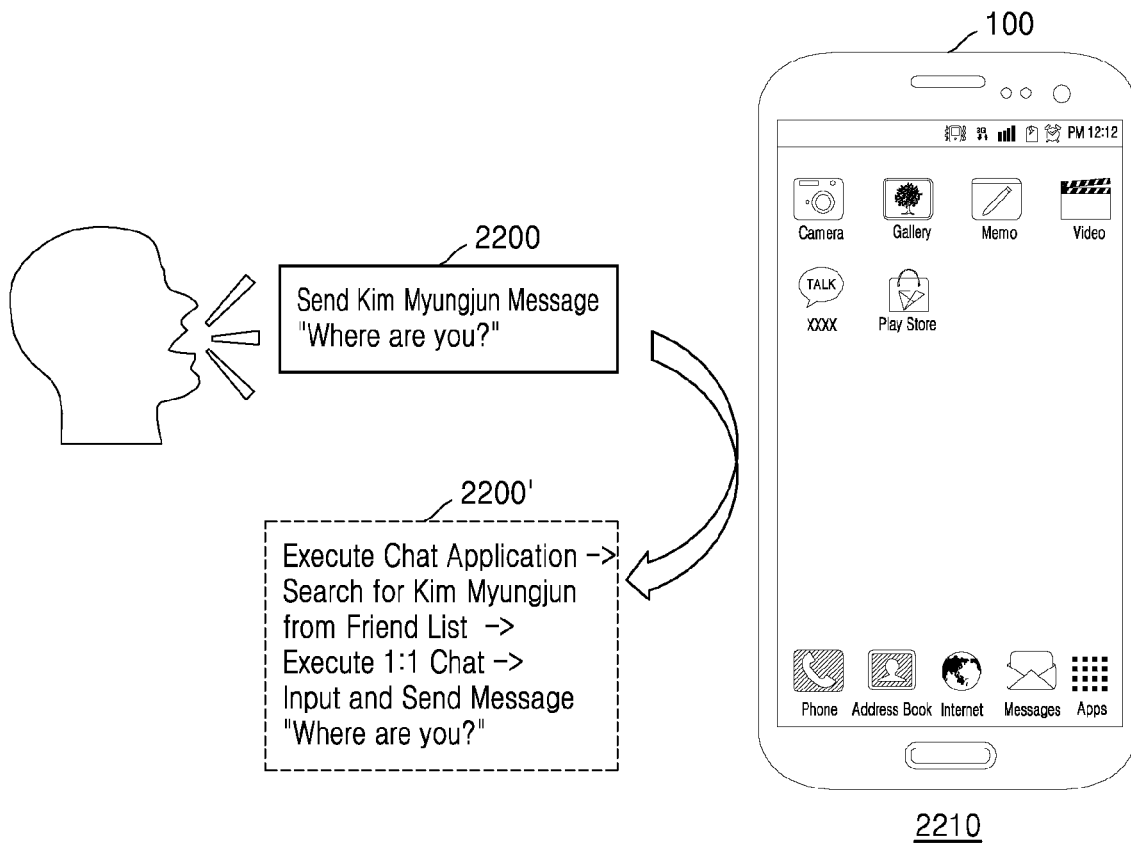 100
PM 12:12
Camera Gallery Memo Video
TALK
XXXX Play Store
2200
Send Kim Myungjun Message
"Where are you?"
2200'
Execute Chat Application ->
Search for Kim Myungjun
from Friend List ->
Execute 1:1 Chat ->
Input and Send Message
"Where are you?"
Phone Address Book Internet Messages Apps
2210